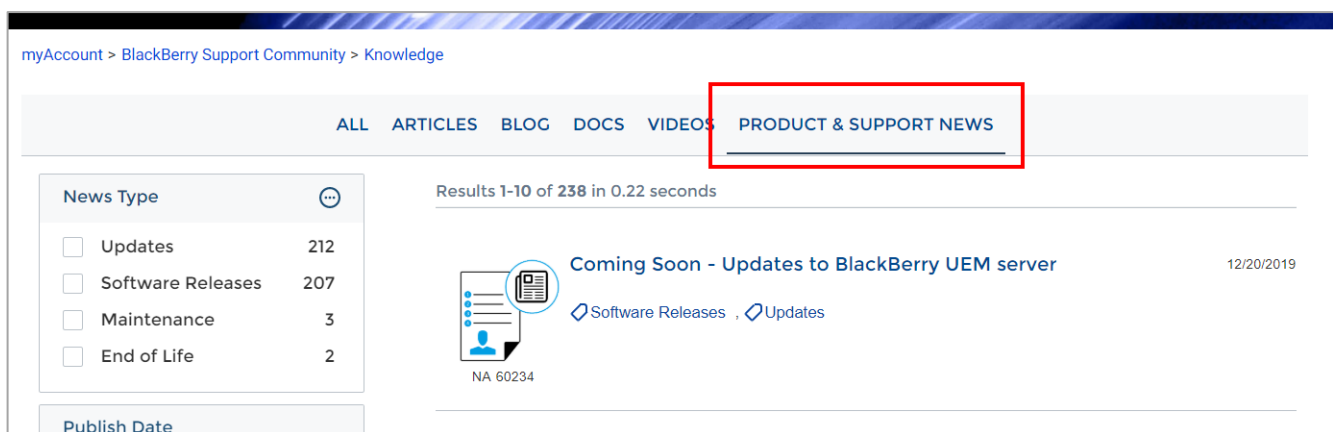 myAccount > BlackBerry Support Community > Knowledge
ALL ARTICLES BLOG DOCS VIDEOS PRODUCT & SUPPORT NEWS
News Type
Updates 212
Software Releases 207
Maintenance 3
End of Life 2
Publish Date
Results 1-10 of 238 in 0.22 seconds
Coming Soon - Updates to BlackBerry UEM server 12/20/2019
Software Releases , Updates
NA 60234